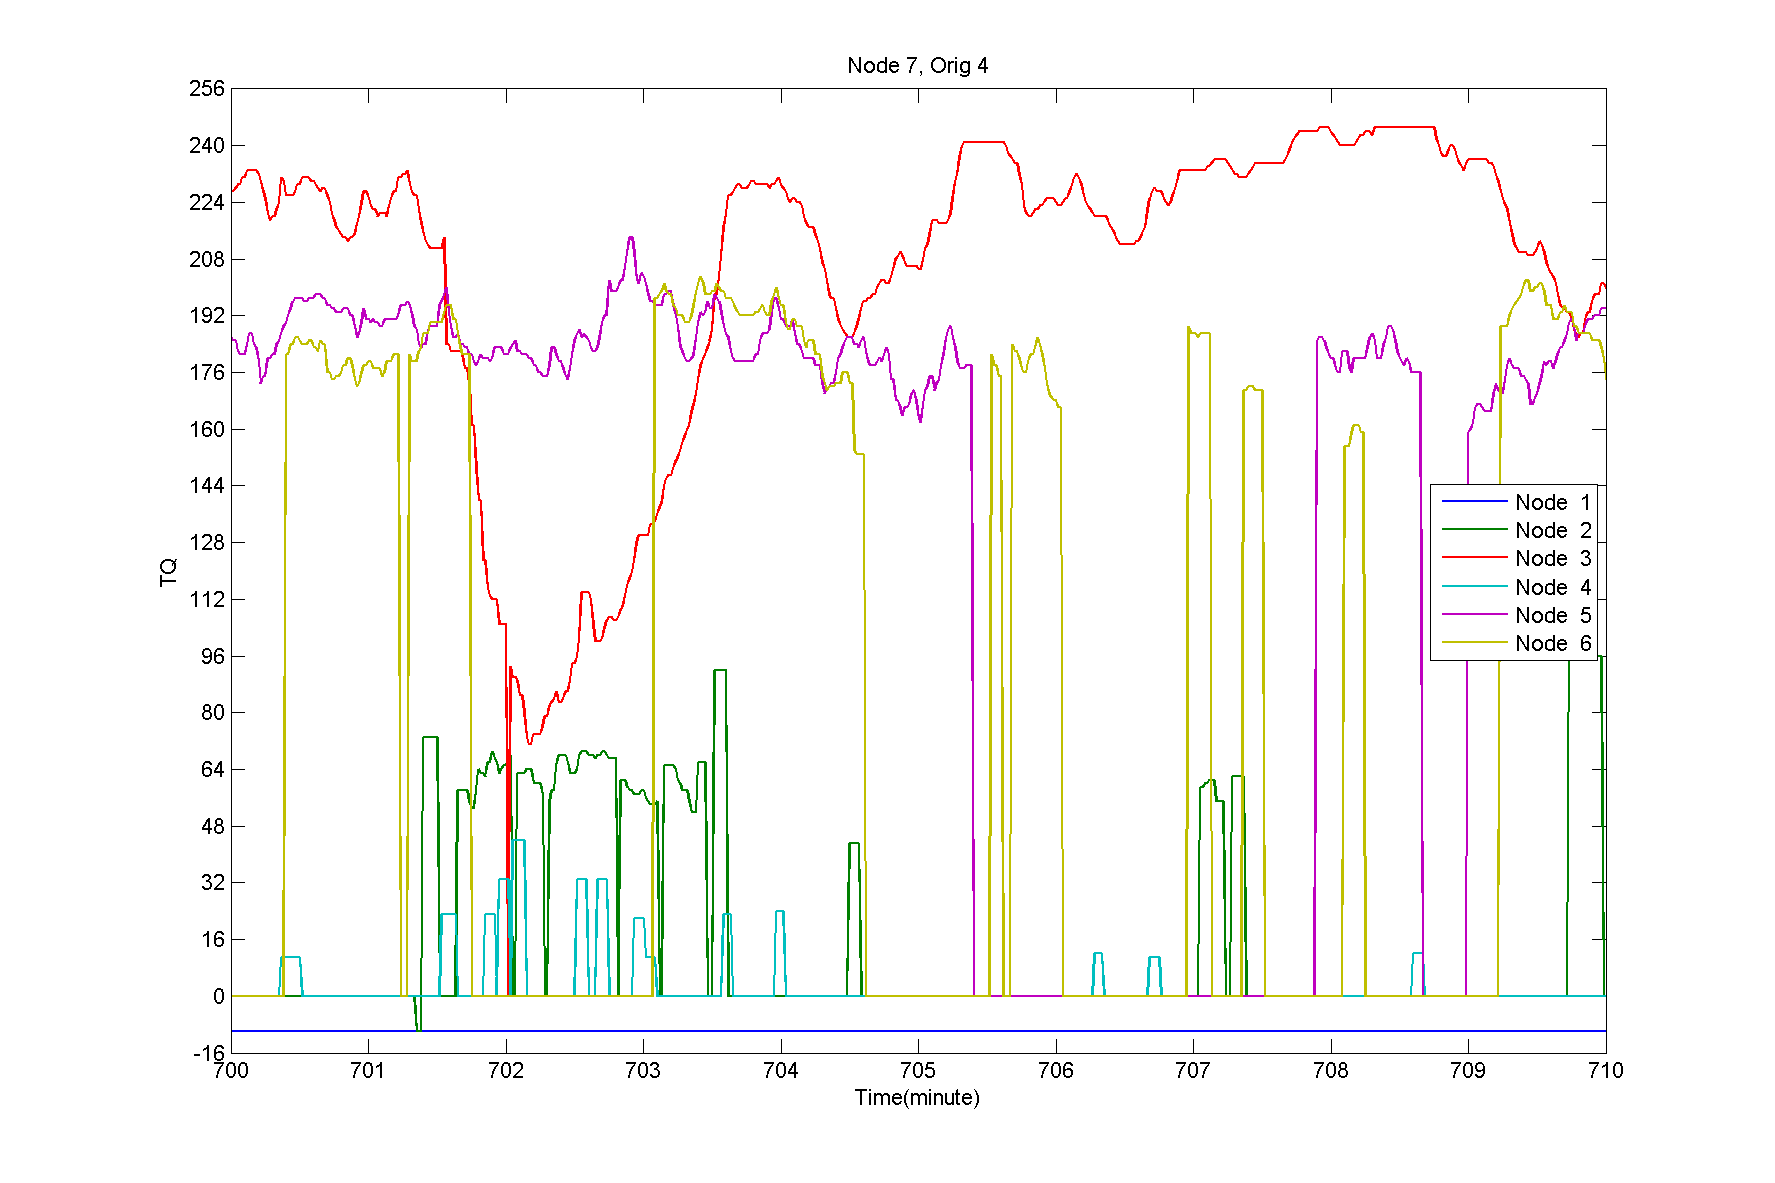 Node 7, Orig 4
256
240
224
208
192
176
160
144
128
112
96
80
64
48
32
16
0
-16
TQ
700 701 702 703 704 705 706 707 708 709 710
Time(minute)
Node 1
Node 2
Node 3
Node 4
Node 5
Node 6